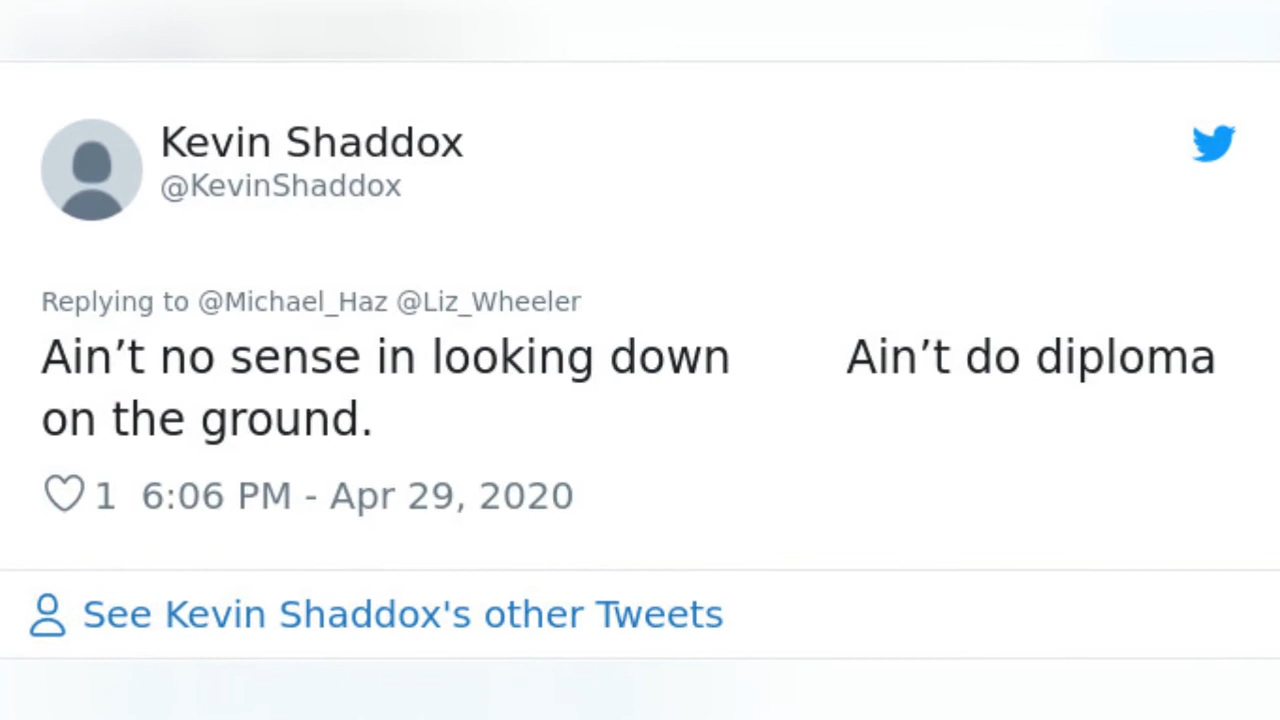 Kevin Shaddox
@KevinShaddox
Replying to @Michael_Haz @Liz_Wheeler
Ain’t no sense in looking down Ain’t do diploma
on the ground.
1 6:06 PM - Apr 29, 2020
See Kevin Shaddox's other Tweets